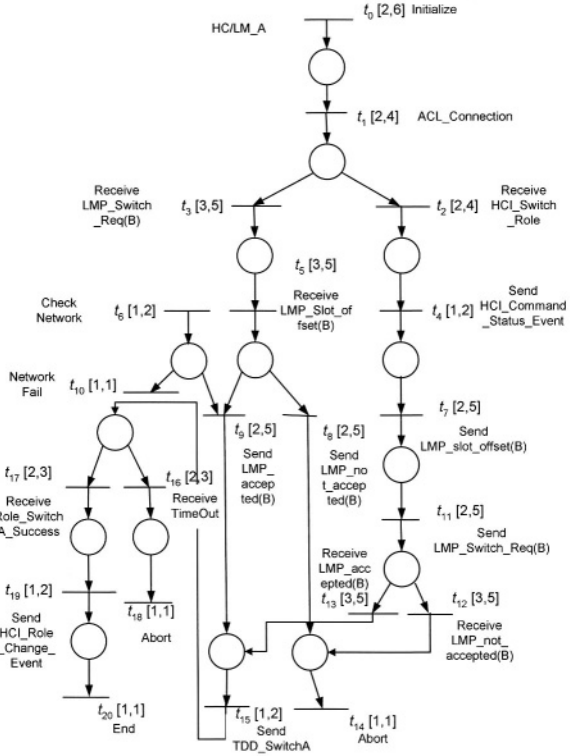 t0 [2,6] Initialize
HC/LM_A
t1 [2,4] ACL_Connection
Receive
LMP_Switch
_Req(B)
t3 [3,5]
t2 [2,4]
Receive
HCI_Switch
_Role
t5 [3,5]
Receive
LMP_Slot_of
fset(B)
Check
Network
t6 [1,2]
t4 [1,2]
Send
HCI_Command
_Status_Event
Network
Fail
t10 [1,1]
t9 [2,5]
Send
LMP_
accep
ted(B)
t8 [2,5]
Send
LMP_no
t_accep
ted(B)
t7 [2,5]
Send
LMP_slot_offset(B)
t17 [2,3]
Receive
Role_Switch
A_Success
t16 [2,3]
Receive
TimeOut
t11 [2,5]
Send
LMP_Switch_Req(B)
Receive
LMP_acc
epted(B)
t13 [3,5]
t12 [3,5]
Receive
LMP_not_
accepted(B)
t19 [1,2]
Send
HCI_Role
_Change_
Event
t18 [1,1]
Abort
t20 [1,1]
End
t15 [1,2]
Send
TDD_SwitchA
t14 [1,1]
Abort